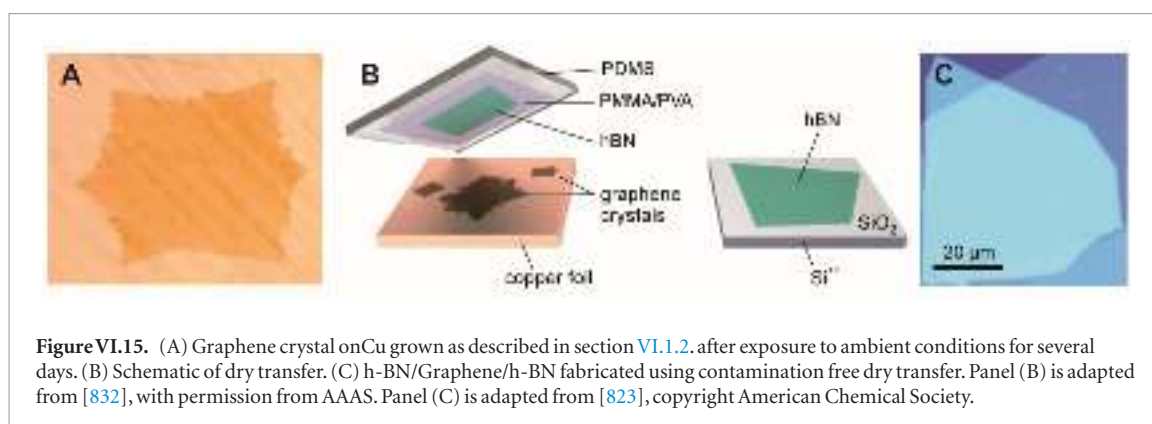 A
B
C
PDMS
PMMA/PVA
hBN
graphene
crystals
copper foil
hBN
SiO₂
Si⁺⁺
20 µm
Figure VI.15. (A) Graphene crystal onCu grown as described in section VI.1.2. after exposure to ambient conditions for several
days. (B) Schematic of dry transfer. (C) h-BN/Graphene/h-BN fabricated using contamination free dry transfer. Panel (B) is adapted
from [832], with permission from AAAS. Panel (C) is adapted from [823], copyright American Chemical Society.